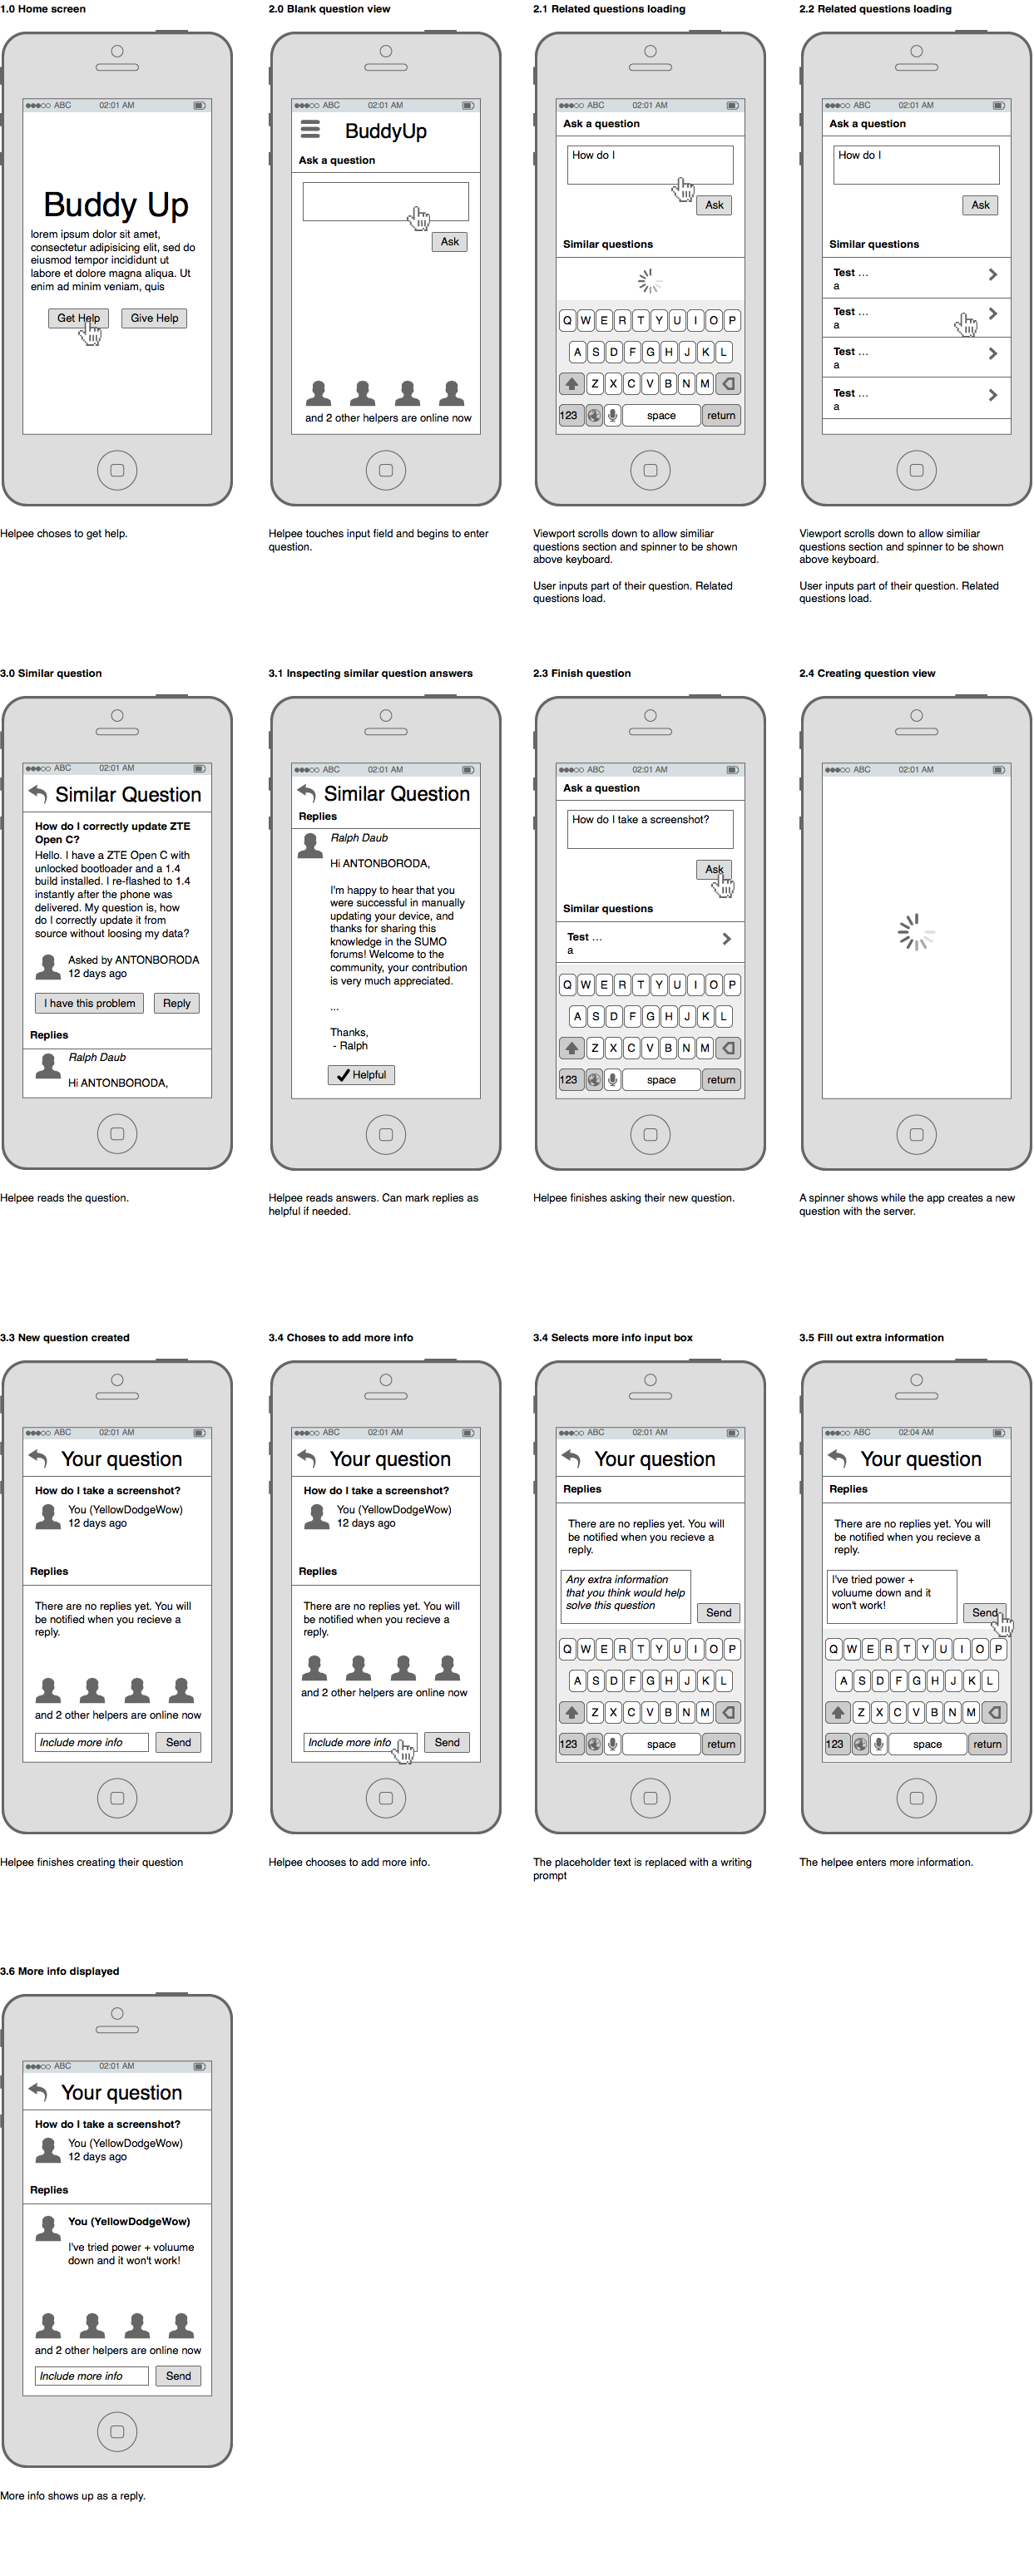 1.0 Home screen
●●●○○ ABC 02:01 AM
Buddy Up
lorem ipsum dolor sit amet,
consectetur adipisicing elit, sed do
eiusmod tempor incididunt ut
labore et dolore magna aliqua. Ut
enim ad minim veniam, quis
Get Help Give Help
Helpee choses to get help.
2.0 Blank question view
●●●○○ ABC 02:01 AM
BuddyUp
Ask a question
Ask
and 2 other helpers are online now
Helpee touches input field and begins to enter
question.
2.1 Related questions loading
●●●○○ ABC 02:01 AM
Ask a question
How do I
Ask
Similar questions
Q W E R T Y U I O P
A S D F G H J K L
Z X C V B N M
123 space return
Viewport scrolls down to allow similiar
questions section and spinner to be shown
above keyboard.
User inputs part of their question. Related
questions load.
2.2 Related questions loading
●●●○○ ABC 02:01 AM
Ask a question
How do I
Ask
Similar questions
Test ...
a
Test ...
a
Test ...
a
Test ...
a
Viewport scrolls down to allow similiar
questions section and spinner to be shown
above keyboard.
User inputs part of their question. Related
questions load.
3.0 Similar question
●●●○○ ABC 02:01 AM
Similar Question
How do I correctly update ZTE
Open C?
Hello. I have a ZTE Open C with
unlocked bootloader and a 1.4
build installed. I re-flashed to 1.4
instantly after the phone was
delivered. My question is, how
do I correctly update it from
source without loosing my data?
Asked by ANTONBORODA
12 days ago
I have this problem Reply
Replies
Ralph Daub
Hi ANTONBORODA,
Helpee reads the question.
3.1 Inspecting similar question answers
●●●○○ ABC 02:01 AM
Similar Question
Replies
Ralph Daub
Hi ANTONBORODA,
I'm happy to hear that you
were successful in manually
updating your device, and
thanks for sharing this
knowledge in the SUMO
forums! Welcome to the
community, your contribution
is very much appreciated.
...
Thanks,
- Ralph
Helpful
Helpee reads answers. Can mark replies as
helpful if needed.
2.3 Finish question
●●●○○ ABC 02:01 AM
Ask a question
How do I take a screenshot?
Ask
Similar questions
Test ...
a
Q W E R T Y U I O P
A S D F G H J K L
Z X C V B N M
123 space return
Helpee finishes asking their new question.
2.4 Creating question view
●●●○○ ABC 02:01 AM
A spinner shows while the app creates a new
question with the server.
3.3 New question created
●●●○○ ABC 02:01 AM
Your question
How do I take a screenshot?
You (YellowDodgeWow)
12 days ago
Replies
There are no replies yet. You will
be notified when you recieve a
reply.
and 2 other helpers are online now
Include more info Send
Helpee finishes creating their question
3.4 Choses to add more info
●●●○○ ABC 02:01 AM
Your question
How do I take a screenshot?
You (YellowDodgeWow)
12 days ago
Replies
There are no replies yet. You will
be notified when you recieve a
reply.
and 2 other helpers are online now
Include more info Send
Helpee chooses to add more info.
3.4 Selects more info input box
●●●○○ ABC 02:01 AM
Your question
Replies
There are no replies yet. You will
be notified when you recieve a
reply.
Any extra information
that you think would help
solve this question
Send
Q W E R T Y U I O P
A S D F G H J K L
Z X C V B N M
123 space return
The placeholder text is replaced with a writing
prompt
3.5 Fill out extra information
●●●○○ ABC 02:04 AM
Your question
Replies
There are no replies yet. You will
be notified when you recieve a
reply.
I've tried power +
voluume down and it
won't work!
Send
Q W E R T Y U I O P
A S D F G H J K L
Z X C V B N M
123 space return
The helpee enters more information.
3.6 More info displayed
●●●○○ ABC 02:01 AM
Your question
How do I take a screenshot?
You (YellowDodgeWow)
12 days ago
Replies
You (YellowDodgeWow)
I've tried power + voluume
down and it won't work!
and 2 other helpers are online now
Include more info Send
More info shows up as a reply.